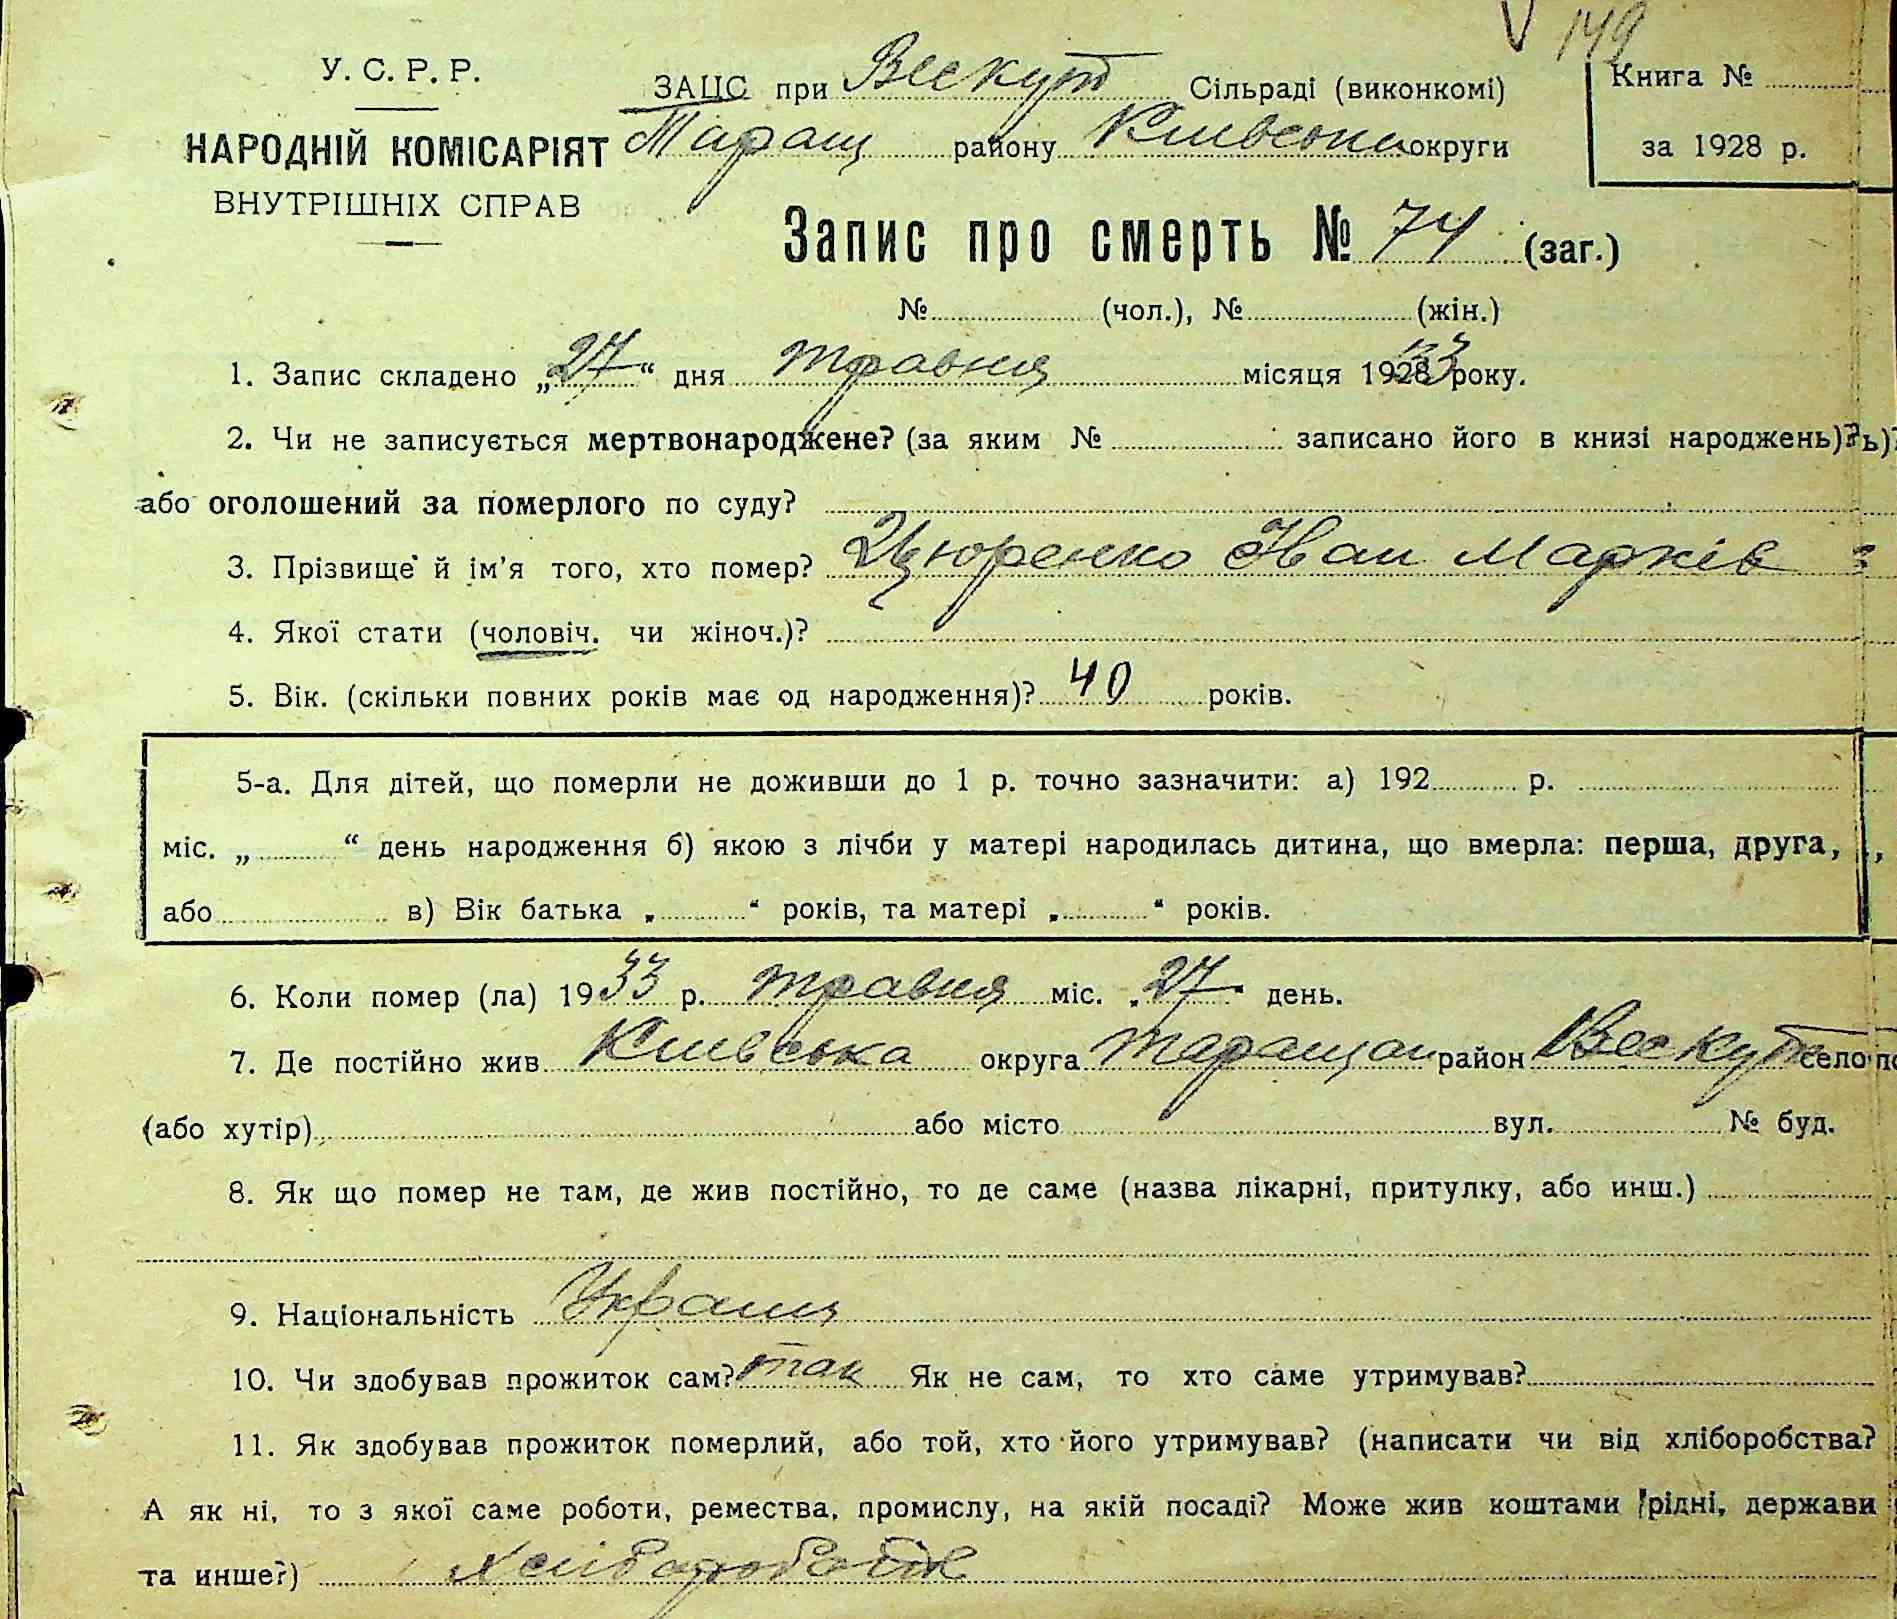 149
У. С. Р. Р.
НАРОДНІЙ КОМІСАРІЯТ
ВНУТРІШНІХ СПРАВ
ЗАЦС при Вескут Сільраді (виконкомі)
Таращ району Київськи округи
Книга №
за 1928 р.
Запис про смерть № 74 (заг.)
№ (чол.), № (жін.)
1. Запис складено „27“ дня травня місяця 192833 року.
2. Чи не записується мертвонароджене? (за яким № записано його в книзі народжень)? ь)?
або оголошений за померлого по суду?
3. Прізвище й ім’я того, хто помер? Цюренко Іван Марків
4. Якої стати (чоловіч. чи жіноч.)?
5. Вік. (скільки повних років має од народження)? 40 років.
5-а. Для дітей, що померли не доживши до 1 р. точно зазначити: а) 192 р.
міс. „ “ день народження б) якою з лічби у матері народилась дитина, що вмерла: перша, друга, ,
або в) Вік батька „ “ років, та матері „ “ років.
6. Коли помер (ла) 1933 р. травня міс. „27“ день.
7. Де постійно жив Київська округа Таращан район Вескут село
(або хутір) або місто вул. № буд.
8. Як що помер не там, де жив постійно, то де саме (назва лікарні, притулку, або инш.)
9. Національність Україн
10. Чи здобував прожиток сам? так Як не сам, то хто саме утримував?
11. Як здобував прожиток померлий, або той, хто його утримував? (написати чи від хліборобства?
А як ні, то з якої саме роботи, ремества, промислу, на якій посаді? Може жив коштами рідні, держави
та инше?) Хліборобств